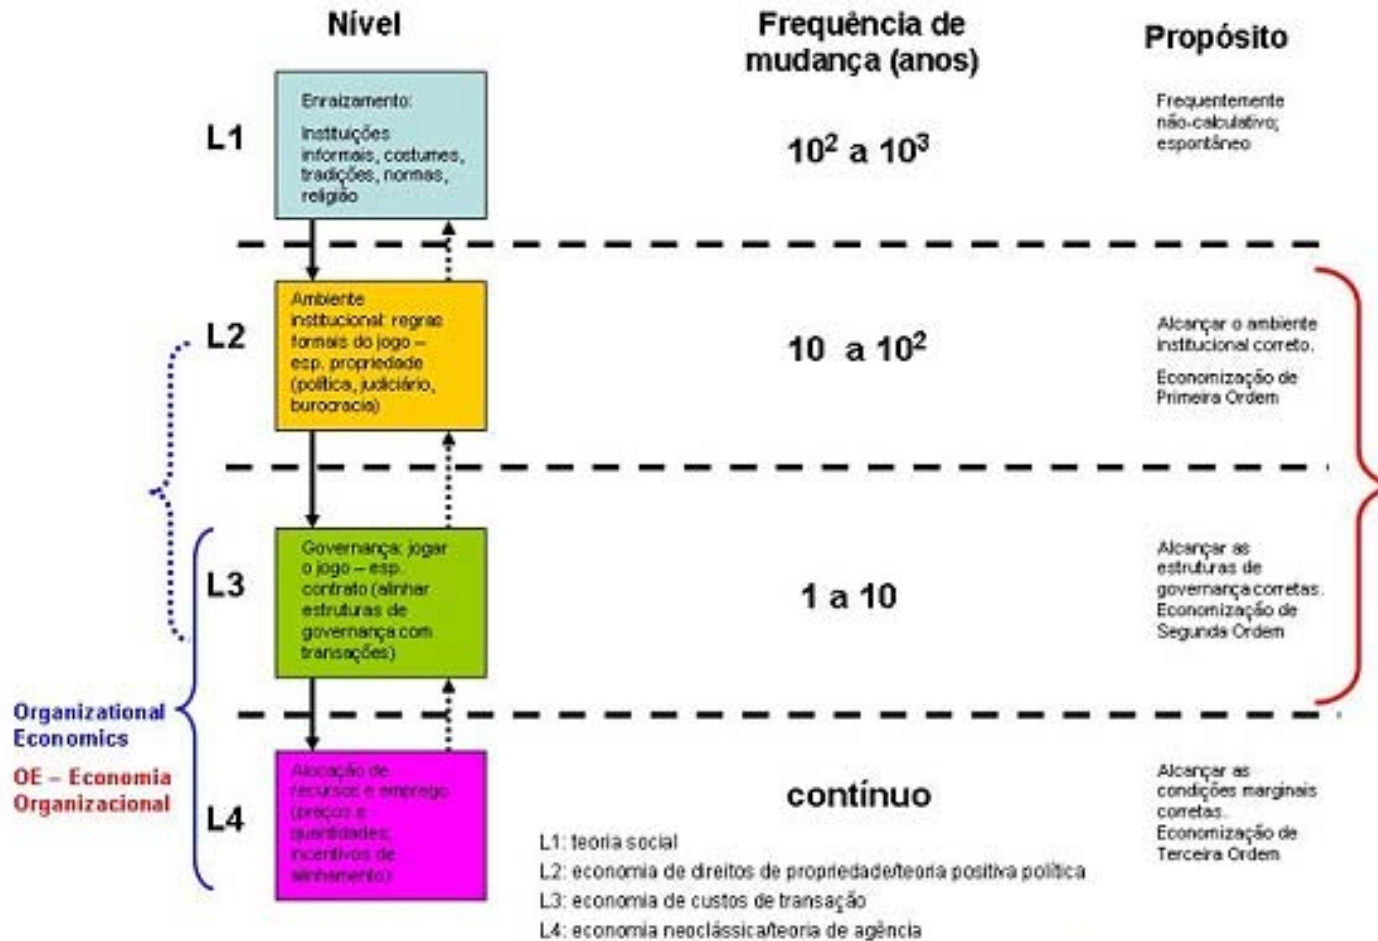 Nível
Frequência de
mudança (anos)
Propósito
L1
Enraizamento:
Instituições
informais, costumes,
tradições, normas,
religião
10² a 10³
Frequentemente
não-calculativo;
espontâneo
L2
Ambiente
institucional: regras
formais do jogo –
esp. propriedade
(política, judiciário,
burocracia)
10 a 10²
Alcançar o ambiente
institucional correto.
Economização de
Primeira Ordem
L3
Governança: jogar
o jogo – esp.
contrato (alinhar
estruturas de
governança com
transações)
1 a 10
Alcançar as
estruturas de
governança corretas.
Economização de
Segunda Ordem
Organizational
Economics
OE – Economia
Organizacional
L4
Alocação de
recursos e emprego
(preços e
quantidades;
incentivos de
alinhamento)
contínuo
Alcançar as
condições marginais
corretas.
Economização de
Terceira Ordem
L1: teoria social
L2: economia de direitos de propriedade/teoria positiva política
L3: economia de custos de transação
L4: economia neoclássica/teoria de agência